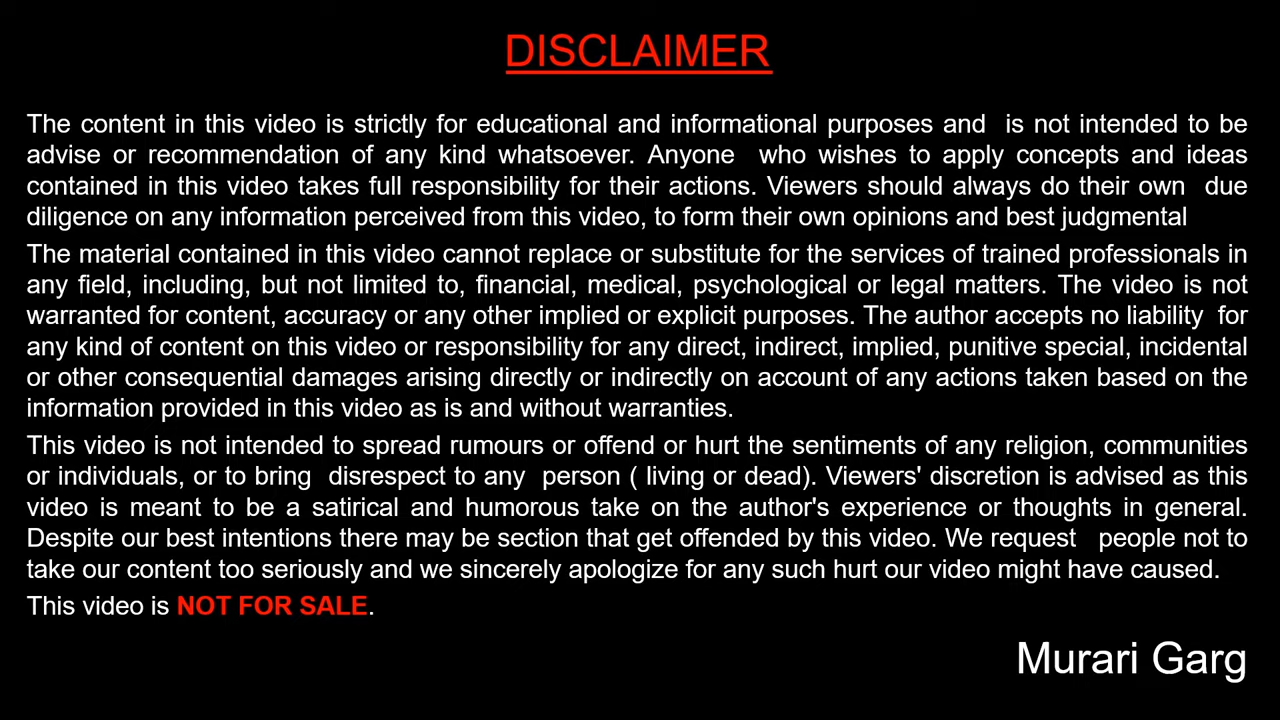 DISCLAIMER
The content in this video is strictly for educational and informational purposes and is not intended to be
advise or recommendation of any kind whatsoever. Anyone who wishes to apply concepts and ideas
contained in this video takes full responsibility for their actions. Viewers should always do their own due
diligence on any information perceived from this video, to form their own opinions and best judgmental
The material contained in this video cannot replace or substitute for the services of trained professionals in
any field, including, but not limited to, financial, medical, psychological or legal matters. The video is not
warranted for content, accuracy or any other implied or explicit purposes. The author accepts no liability for
any kind of content on this video or responsibility for any direct, indirect, implied, punitive special, incidental
or other consequential damages arising directly or indirectly on account of any actions taken based on the
information provided in this video as is and without warranties.
This video is not intended to spread rumours or offend or hurt the sentiments of any religion, communities
or individuals, or to bring disrespect to any person ( living or dead). Viewers' discretion is advised as this
video is meant to be a satirical and humorous take on the author's experience or thoughts in general.
Despite our best intentions there may be section that get offended by this video. We request people not to
take our content too seriously and we sincerely apologize for any such hurt our video might have caused.
This video is NOT FOR SALE.
Murari Garg